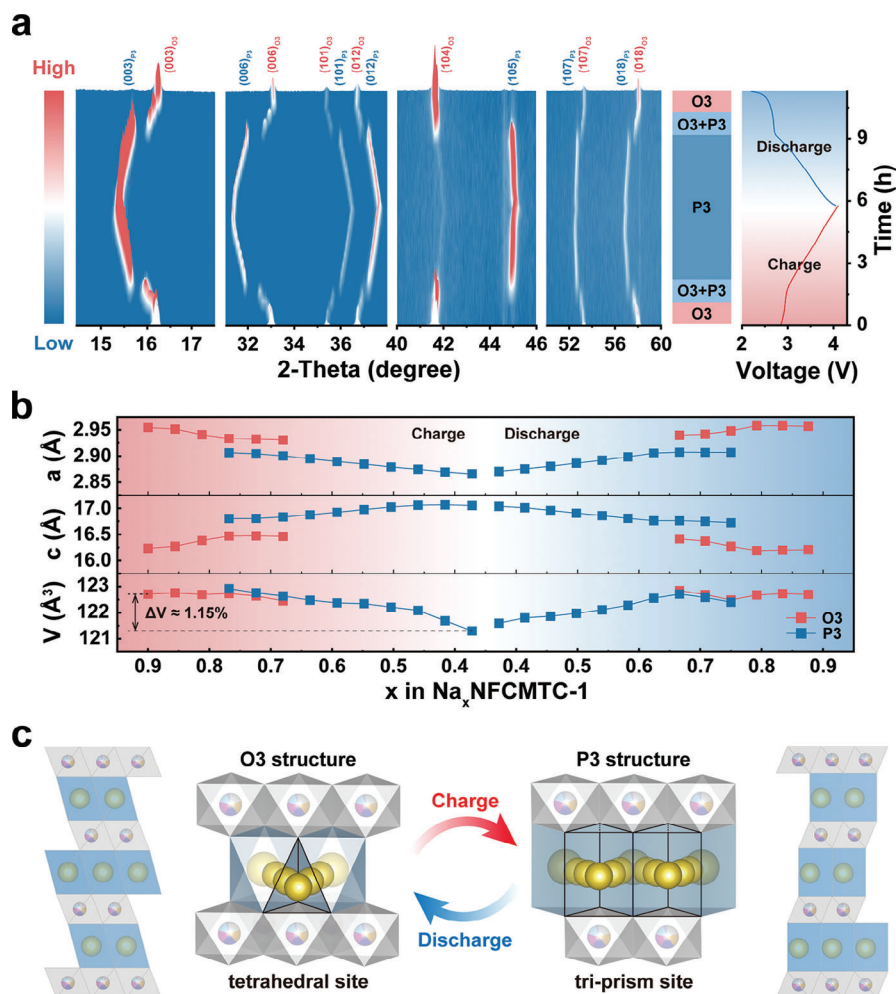 a
High
Low
(003)P3
(003)O3
(006)P3
(006)O3
(101)O3
(101)P3
(012)O3
(012)P3
(104)O3
(105)P3
(107)P3
(107)O3
(018)P3
(018)O3
O3
O3+P3
P3
O3+P3
O3
Discharge
Charge
9
6
3
0
Time (h)
15 16 17 32 34 36 40 42 44 46 53 56 60
2 3 4
2-Theta (degree)
Voltage (V)
b
Charge Discharge
2.95
2.90
2.85
a (Å)
17.0
16.5
16.0
c (Å)
123
122
121
V (Å³)
ΔV ≈ 1.15%
O3
P3
0.9 0.8 0.7 0.6 0.5 0.4 0.4 0.5 0.6 0.7 0.8 0.9
x in NaxNFCMTC-1
c
O3 structure
P3 structure
Charge
Discharge
tetrahedral site
tri-prism site